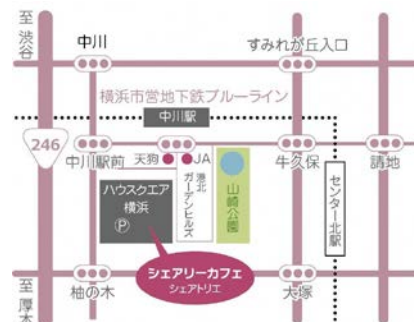 至
渋
谷
中川
すみれが丘入口
横浜市営地下鉄ブルーライン
中川駅
246
中川駅前
天狗
JA
牛久保
請地
ハウスクエア
横浜
P
港北
ガーデンヒルズ
山崎公園
センター北駅
シェアリーカフェ
シェアトリエ
至
厚
木
柚の木
大塚